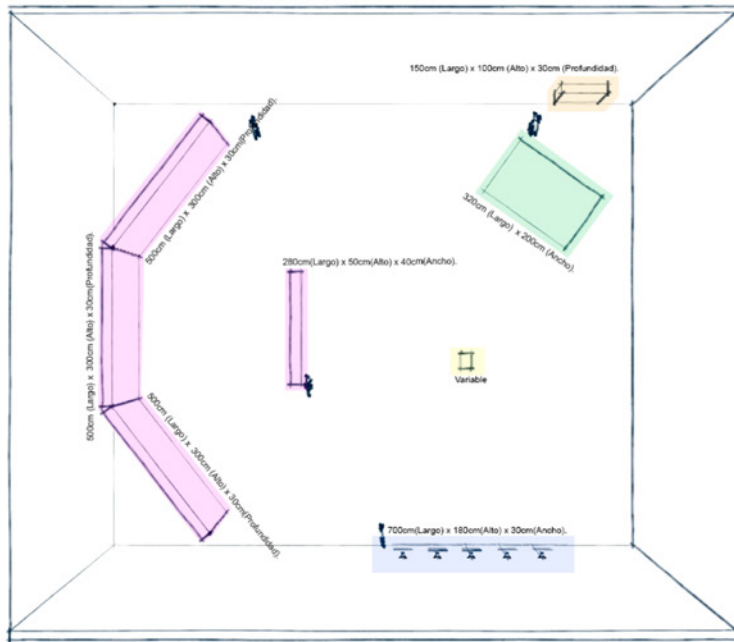 150cm (Largo) x 100cm (Alto) x 30cm (Profundidad).
500cm (Largo) x 300cm (Alto) x 30cm(Profundidad).
320cm (Largo) x 200cm (Ancho).
280cm(Largo) x 50cm(Alto) x 40cm(Ancho).
500cm (Largo) x 300cm (Alto) x 30cm(Profundidad).
Variable
500cm (Largo) x 300cm (Alto) x 30cm(Profundidad).
700cm(Largo) x 180cm(Alto) x 30cm(Ancho).